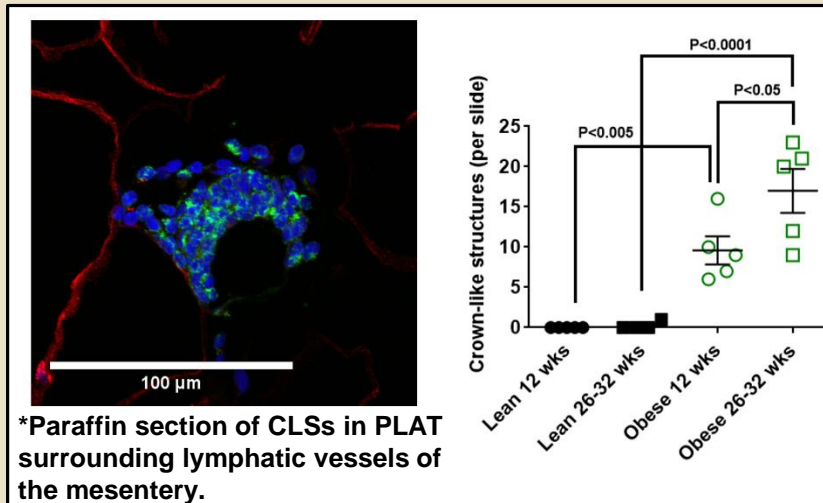 100 µm
*Paraffin section of CLSs in PLAT
surrounding lymphatic vessels of
the mesentery.
P<0.0001
P<0.05
P<0.005
Crown-like structures (per slide)
25
20
15
10
5
0
Lean 12 wks
Lean 26-32 wks
Obese 12 wks
Obese 26-32 wks